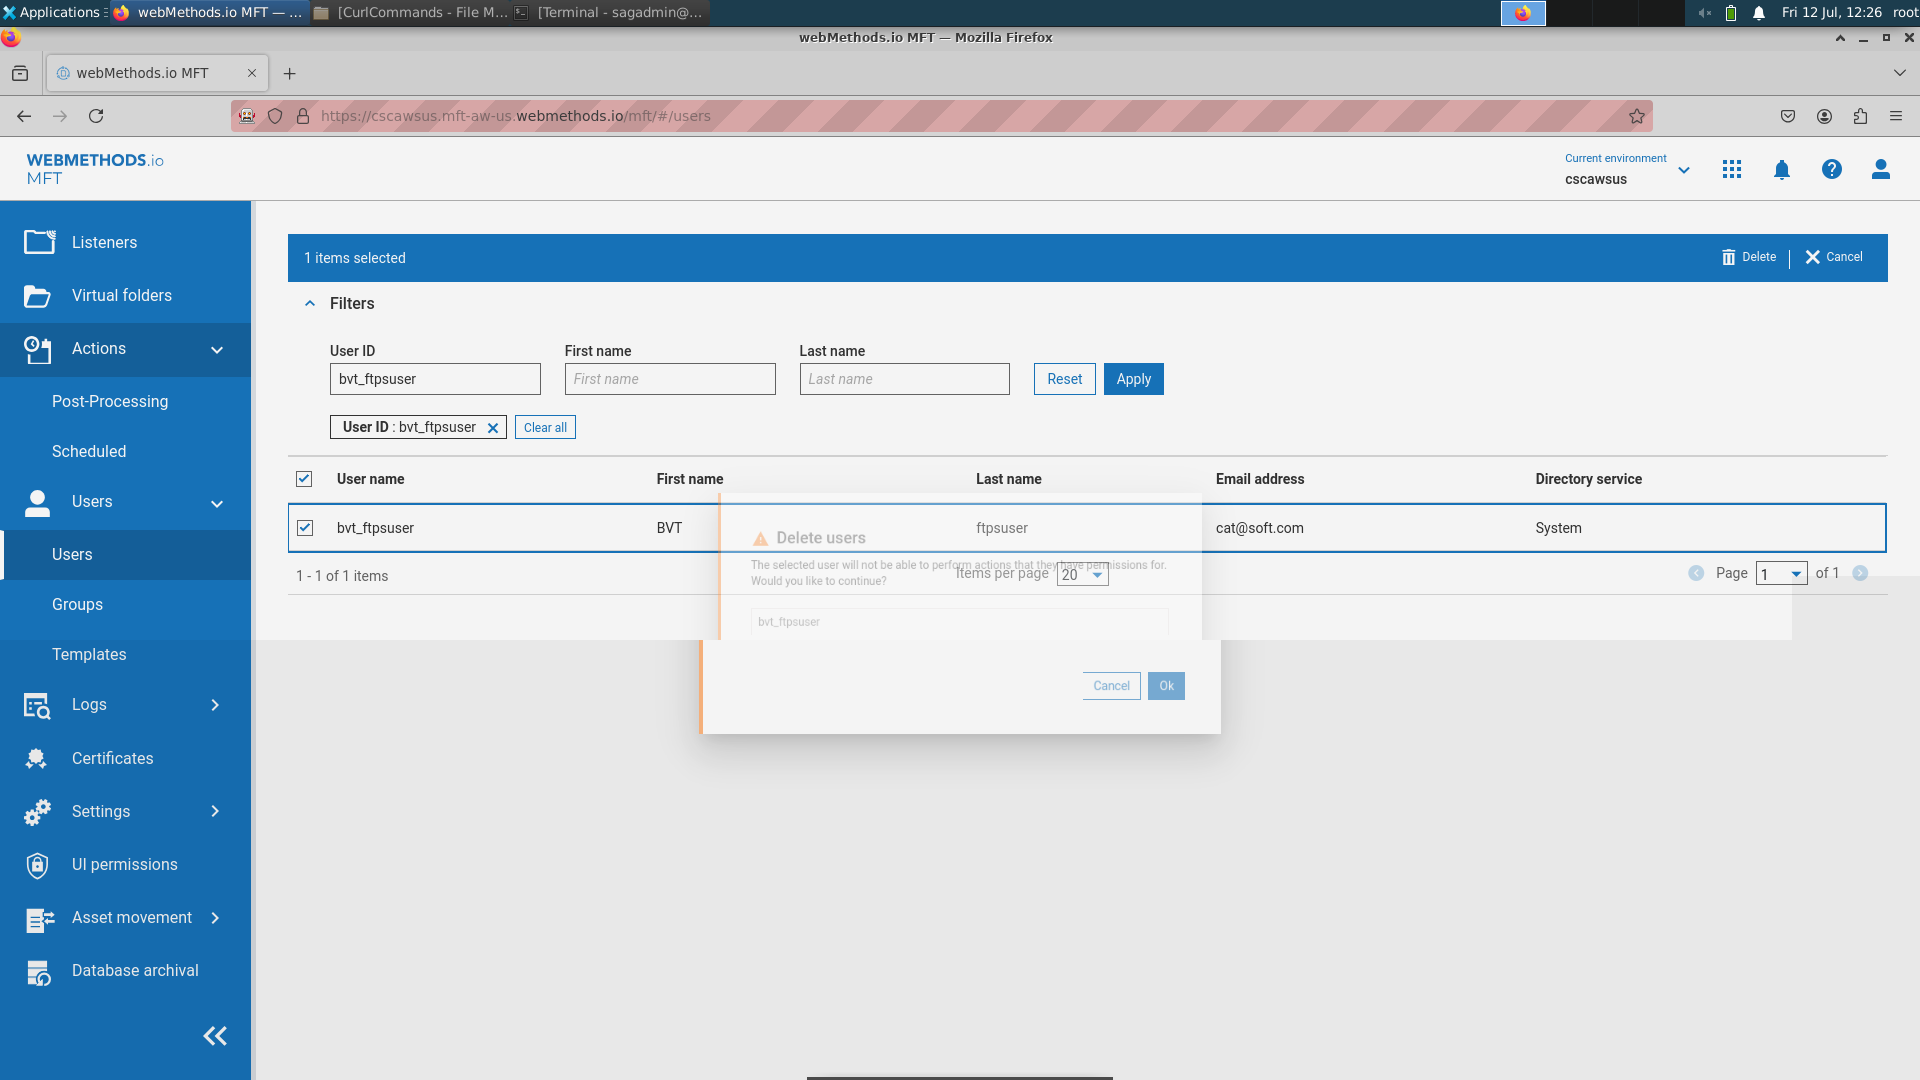 Applications
webMethods.io MFT — ...
[CurlCommands - File M...
[Terminal - sagadmin@...
Fri 12 Jul, 12:26
root
webMethods.io MFT — Mozilla Firefox
webMethods.io MFT
https://cscawsus.mft-aw-us.webmethods.io/mft/#/users
WEBMETHODS.io
MFT
Current environment
cscawsus
Listeners
Virtual folders
Actions
Post-Processing
Scheduled
Users
Users
Groups
Templates
Logs
Certificates
Settings
UI permissions
Asset movement
Database archival
1 items selected
Delete
Cancel
Filters
User ID
First name
Last name
bvt_ftpsuser
First name
Last name
Reset
Apply
User ID : bvt_ftpsuser
Clear all
User name
First name
Last name
Email address
Directory service
bvt_ftpsuser
BVT
ftpsuser
cat@soft.com
System
1 - 1 of 1 items
Items per page
20
Page
1
of 1
Delete users
The selected user will not be able to perform actions that they have permissions for.
Would you like to continue?
bvt_ftpsuser
Cancel
Ok